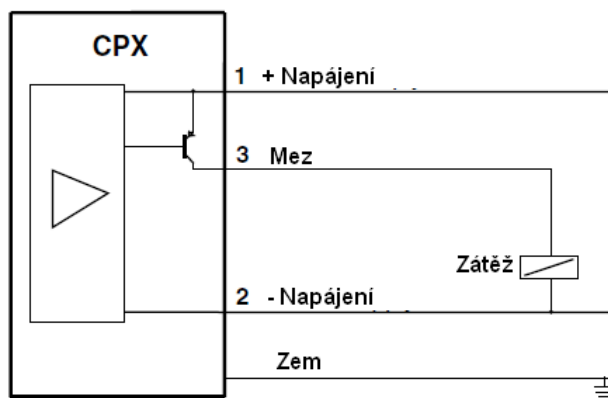 CPX
1 + Napájení
3 Mez
Zátěž
2 - Napájení
Zem